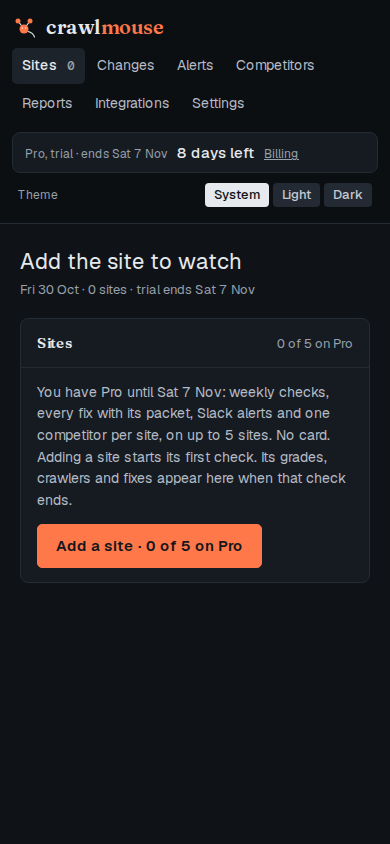 crawlmouse
Sites 0 Changes Alerts Competitors
Reports Integrations Settings
Pro, trial · ends Sat 7 Nov 8 days left Billing
Theme System Light Dark
Add the site to watch
Fri 30 Oct · 0 sites · trial ends Sat 7 Nov
Sites 0 of 5 on Pro
You have Pro until Sat 7 Nov: weekly checks,
every fix with its packet, Slack alerts and one
competitor per site, on up to 5 sites. No card.
Adding a site starts its first check. Its grades,
crawlers and fixes appear here when that check
ends.
Add a site · 0 of 5 on Pro